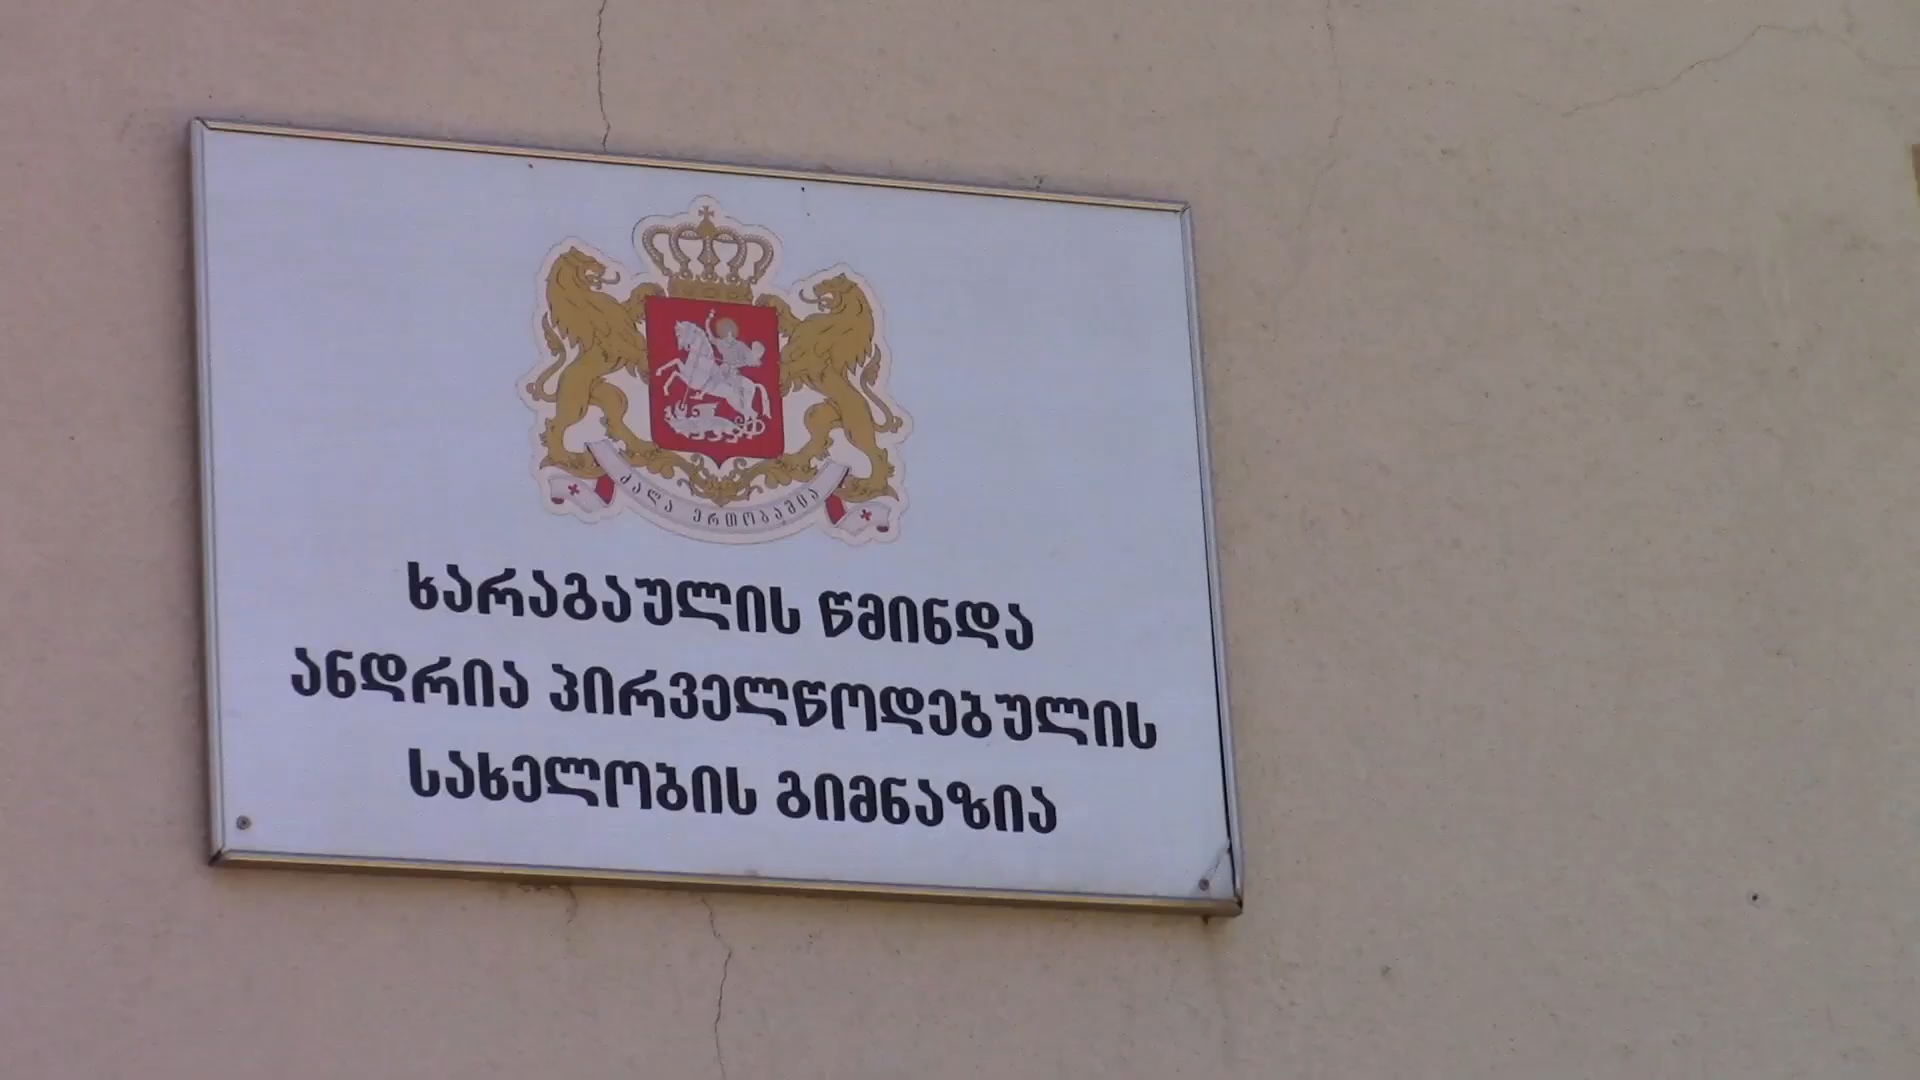 ძალა ერთობაშია
ხარაგაულის წმინდა
ანდრია პირველწოდებულის
სახელობის გიმნაზია